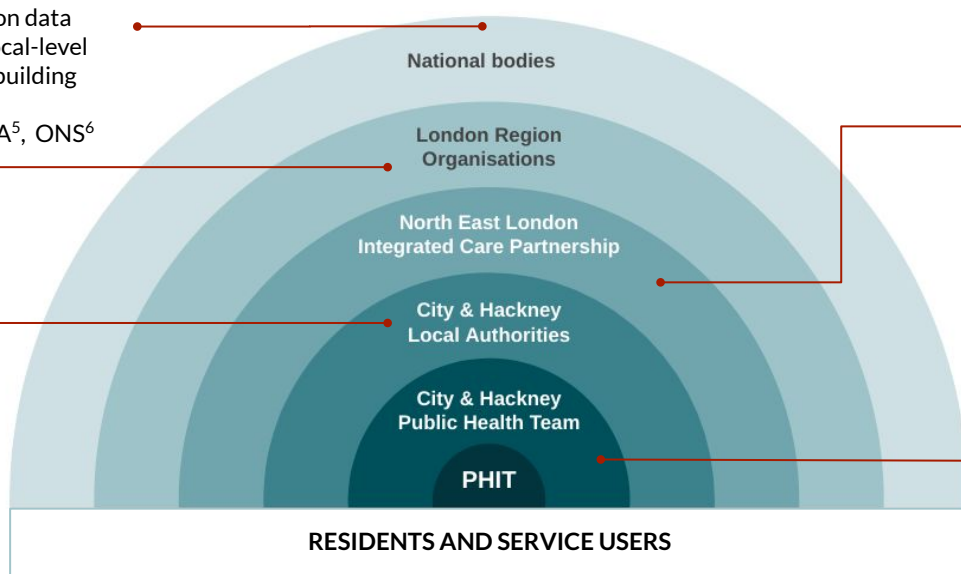 on data
ocal-level
building
A⁵, ONS⁶
National bodies
London Region
Organisations
North East London
Integrated Care Partnership
City & Hackney
Local Authorities
City & Hackney
Public Health Team
PHIT
RESIDENTS AND SERVICE USERS